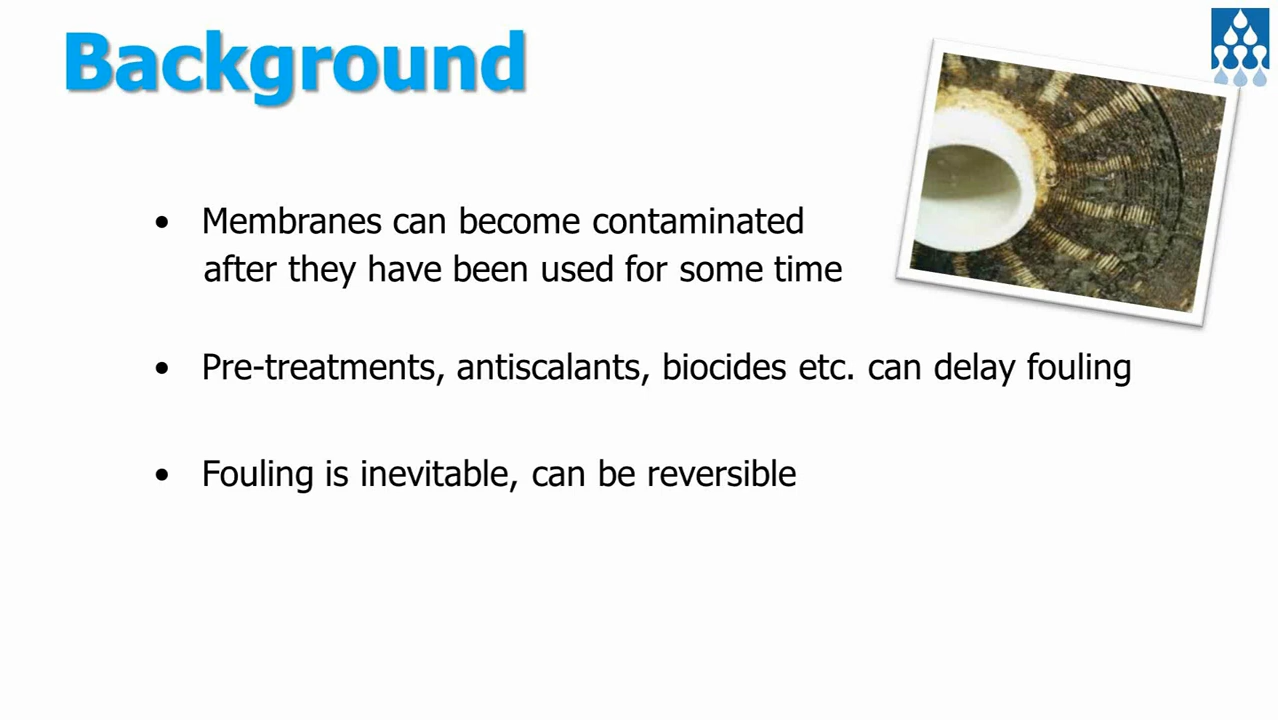 Background
• Membranes can become contaminated
after they have been used for some time
• Pre-treatments, antiscalants, biocides etc. can delay fouling
• Fouling is inevitable, can be reversible